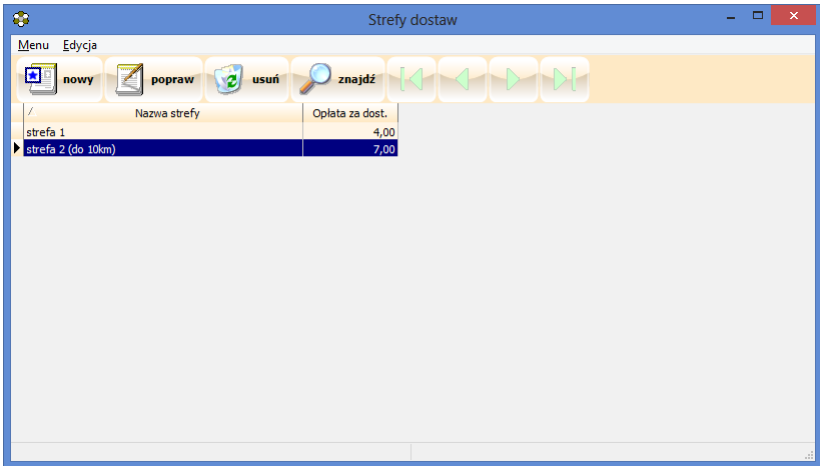 Strefy dostaw
Menu Edycja
nowy popraw usuń znajdź
Nazwa strefy Opłata za dost.
strefa 1 4,00
strefa 2 (do 10km) 7,00